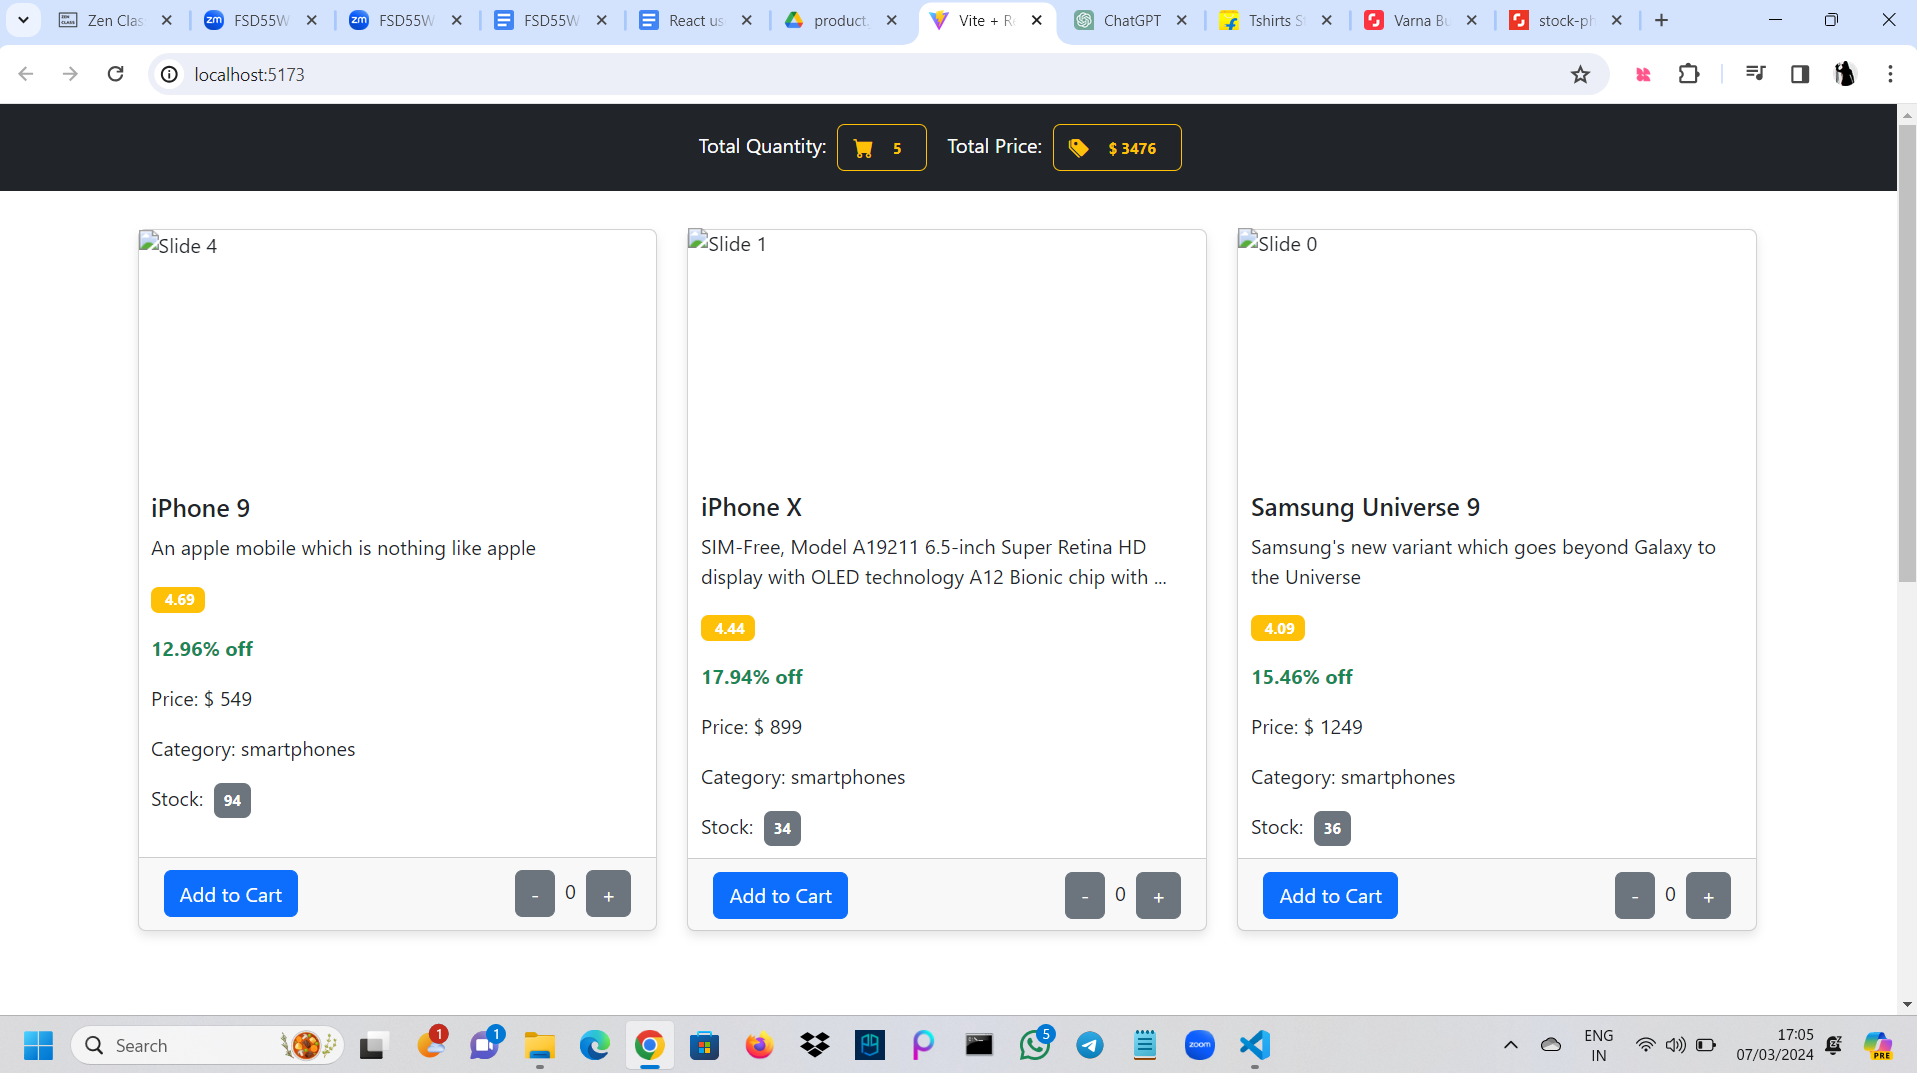 Zen Clas
FSD55W
FSD55W
FSD55W
React us
product.
Vite + Re
ChatGPT
Tshirts S
Varna Bu
stock-ph
localhost:5173
Total Quantity: 5 Total Price: $ 3476
Slide 4
Slide 1
Slide 0
iPhone 9
An apple mobile which is nothing like apple
4.69
12.96% off
Price: $ 549
Category: smartphones
Stock: 94
Add to Cart - 0 +
iPhone X
SIM-Free, Model A19211 6.5-inch Super Retina HD
display with OLED technology A12 Bionic chip with ...
4.44
17.94% off
Price: $ 899
Category: smartphones
Stock: 34
Add to Cart - 0 +
Samsung Universe 9
Samsung's new variant which goes beyond Galaxy to
the Universe
4.09
15.46% off
Price: $ 1249
Category: smartphones
Stock: 36
Add to Cart - 0 +
Search
1
1
5
zoom
ENG
IN
17:05
07/03/2024
PRE